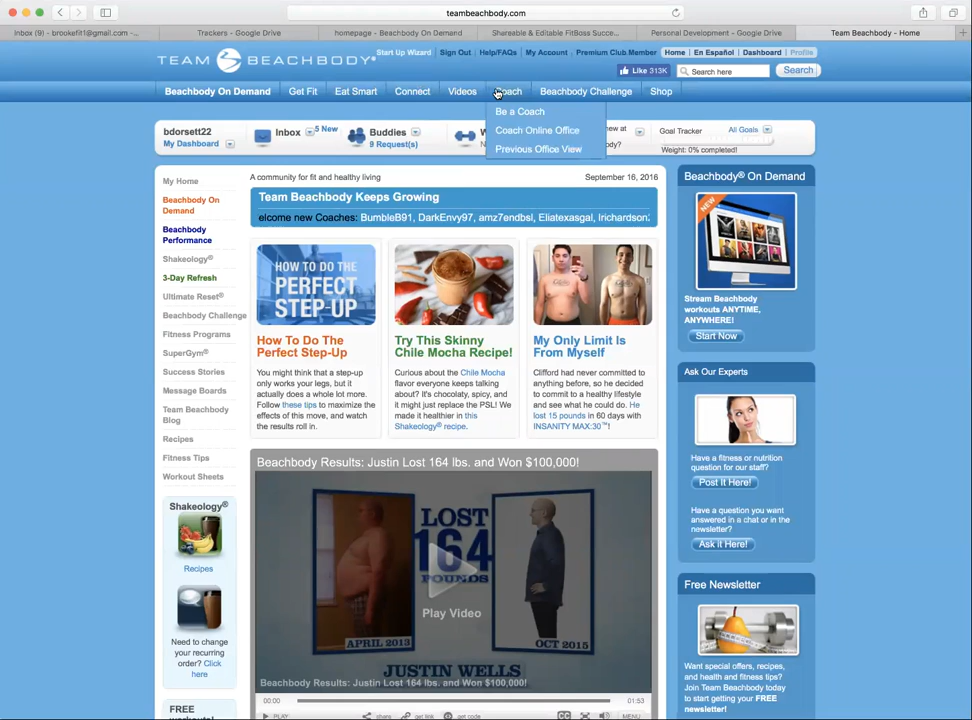 teambeachbody.com
Inbox (9) - brookefit1@gmail.com -...
Trackers - Google Drive
homepage - Beachbody On Demand
Shareable & Editable FitBoss Succe...
Personal Development - Google Drive
Team Beachbody - Home
TEAM BEACHBODY®
Start Up Wizard
Sign Out
Help/FAQs
My Account
Premium Club Member
Home
En Español
Dashboard
Profile
Like 313K
Search here
Search
Beachbody On Demand
Get Fit
Eat Smart
Connect
Videos
Coach
Beachbody Challenge
Shop
Be a Coach
Coach Online Office
Previous Office View
bdorsett22
My Dashboard
Inbox
5 New
Buddies
9 Request(s)
Goal Tracker
All Goals
Weight: 0% completed!
My Home
Beachbody On
Demand
Beachbody
Performance
Shakeology®
3-Day Refresh
Ultimate Reset®
Beachbody Challenge
Fitness Programs
SuperGym®
Success Stories
Message Boards
Team Beachbody
Blog
Recipes
Fitness Tips
Workout Sheets
Shakeology®
Recipes
Need to change
your recurring
order? Click
here
FREE
A community for fit and healthy living
September 16, 2016
Team Beachbody Keeps Growing
elcome new Coaches: BumbleB91, DarkEnvy97, amz7endbsl, Eliatexasgal, lrichardson2
HOW TO DO THE
PERFECT
STEP-UP
How To Do The
Perfect Step-Up
You might think that a step-up
only works your legs, but it
actually does a whole lot more.
Follow these tips to maximize the
effects of this move, and watch
the results roll in.
Try This Skinny
Chile Mocha Recipe!
Curious about the Chile Mocha
flavor everyone keeps talking
about? It's chocolaty, spicy, and
it might just replace the PSL! We
made it healthier in this
Shakeology® recipe.
My Only Limit Is
From Myself
Clifford had never committed to
anything before, so he decided
to commit to a healthy lifestyle
and see what he could do. He
lost 15 pounds in 60 days with
INSANITY MAX:30™!
Beachbody Results: Justin Lost 164 lbs. and Won $100,000!
LOST
164
POUNDS
Play Video
APRIL 2013
OCT 2015
JUSTIN WELLS
Beachbody Results: Justin Lost 164 lbs. and Won $100,000!
00:00
01:53
PLAY
share
get link
get code
CC
MENU
Beachbody® On Demand
NEW
Stream Beachbody
workouts ANYTIME,
ANYWHERE!
Start Now
Ask Our Experts
Have a fitness or nutrition
question for our staff?
Post It Here!
Have a question you want
answered in a chat or in the
newsletter?
Ask it Here!
Free Newsletter
Want special offers, recipes,
and health and fitness tips?
Join Team Beachbody today
to start getting your FREE
newsletter!